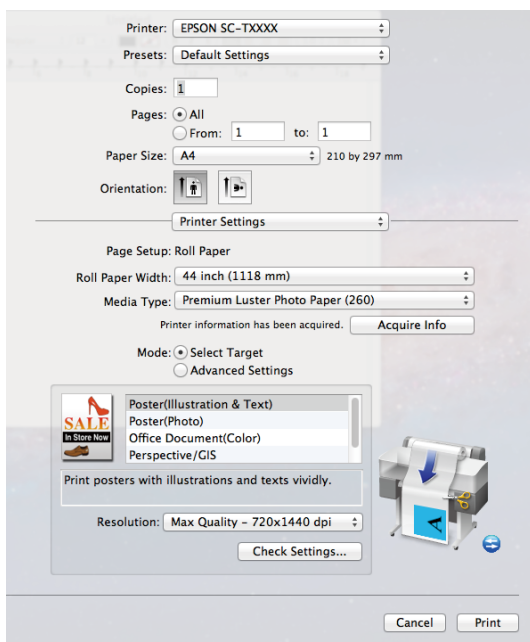 Printer: EPSON SC-TXXXX
Presets: Default Settings
Copies: 1
Pages: All
From: 1 to: 1
Paper Size: A4 210 by 297 mm
Orientation:
Printer Settings
Page Setup: Roll Paper
Roll Paper Width: 44 inch (1118 mm)
Media Type: Premium Luster Photo Paper (260)
Printer information has been acquired. Acquire Info
Mode: Select Target
Advanced Settings
SALE
In Store Now
Poster(Illustration & Text)
Poster(Photo)
Office Document(Color)
Perspective/GIS
Print posters with illustrations and texts vividly.
Resolution: Max Quality - 720x1440 dpi
Check Settings...
A
Cancel Print